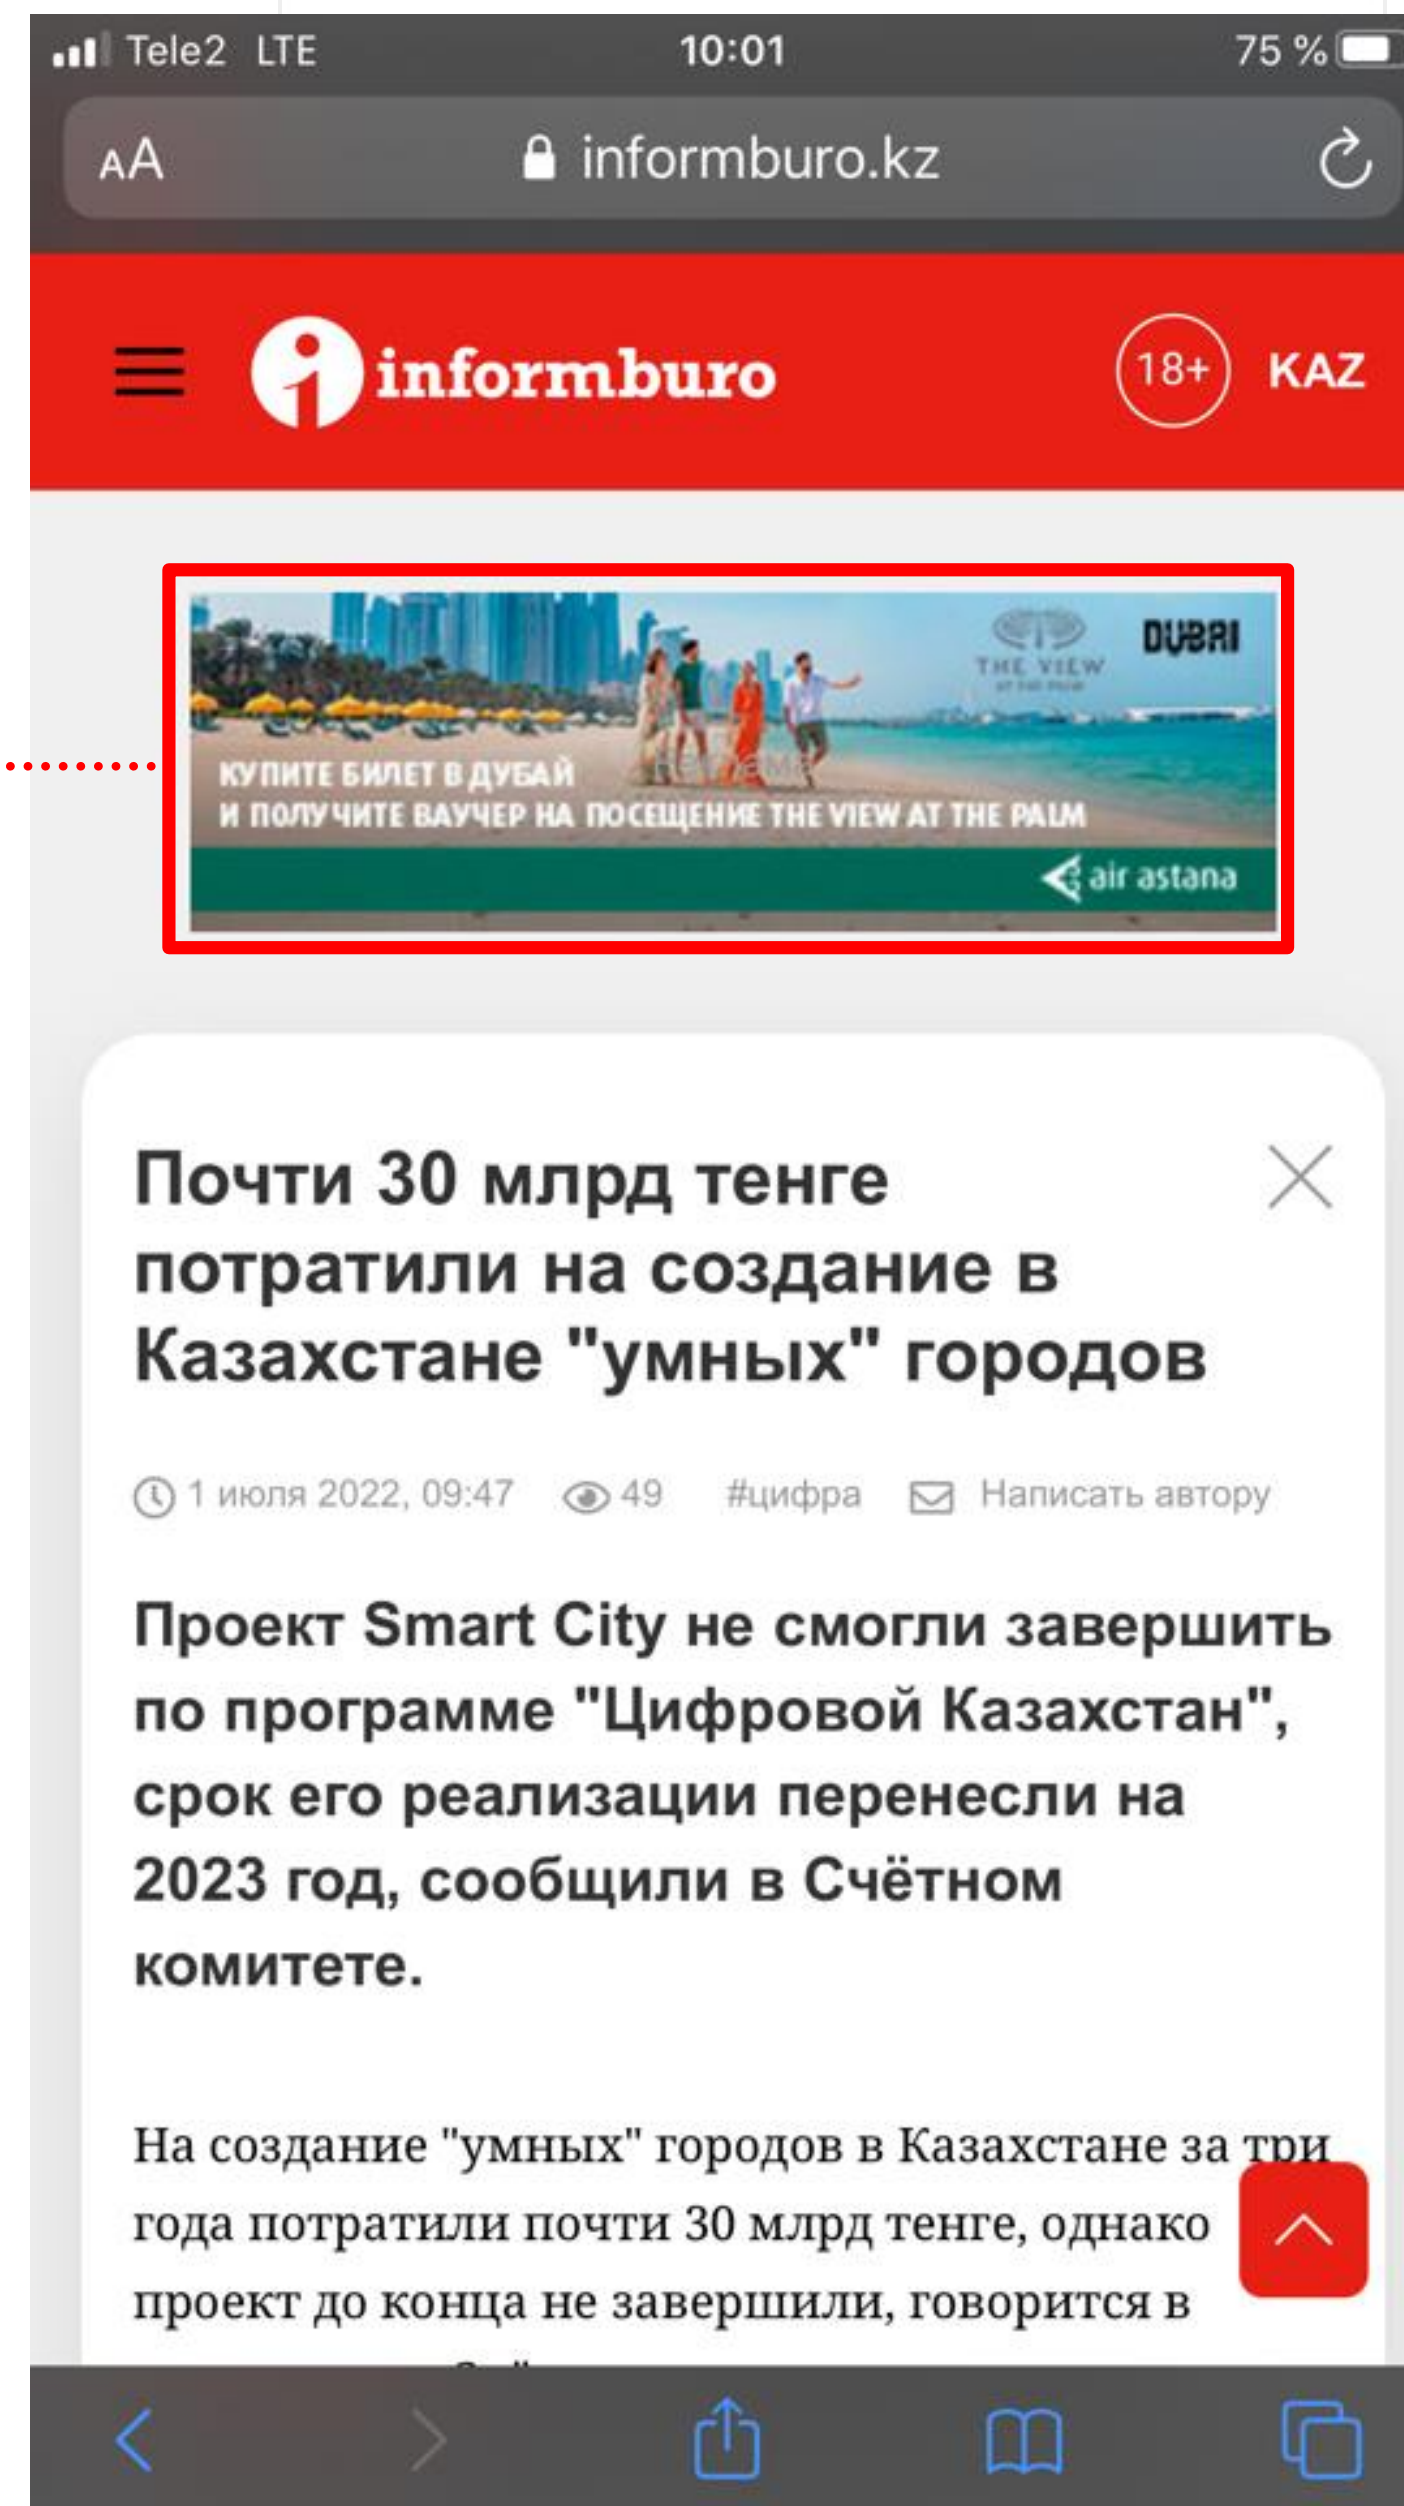 Tele2 LTE 10:01 75 %
AA informburo.kz
informburo 18+ KAZ
THE VIEW DUBAI
AT THE PALM
КУПИТЕ БИЛЕТ В ДУБАЙ
Реклама
И ПОЛУЧИТЕ ВАУЧЕР НА ПОСЕЩЕНИЕ THE VIEW AT THE PALM
air astana
Почти 30 млрд тенге
потратили на создание в
Казахстане "умных" городов
1 июля 2022, 09:47 49 #цифра Написать автору
Проект Smart City не смогли завершить
по программе "Цифровой Казахстан",
срок его реализации перенесли на
2023 год, сообщили в Счётном
комитете.
На создание "умных" городов в Казахстане за три
года потратили почти 30 млрд тенге, однако
проект до конца не завершили, говорится в